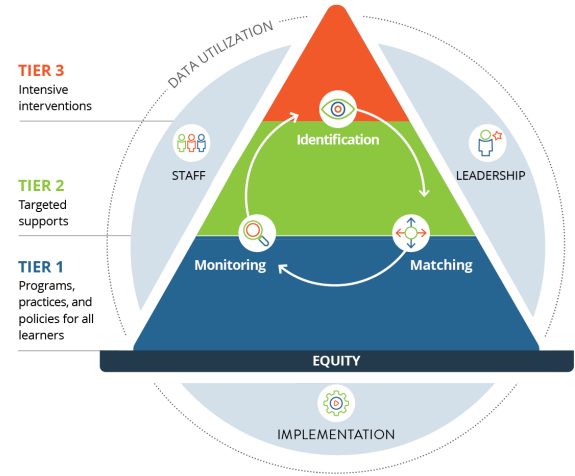 DATA UTILIZATION
TIER 3
Intensive
interventions
Identification
STAFF
LEADERSHIP
TIER 2
Targeted
supports
TIER 1
Programs,
practices, and
policies for all
learners
Monitoring
Matching
EQUITY
IMPLEMENTATION